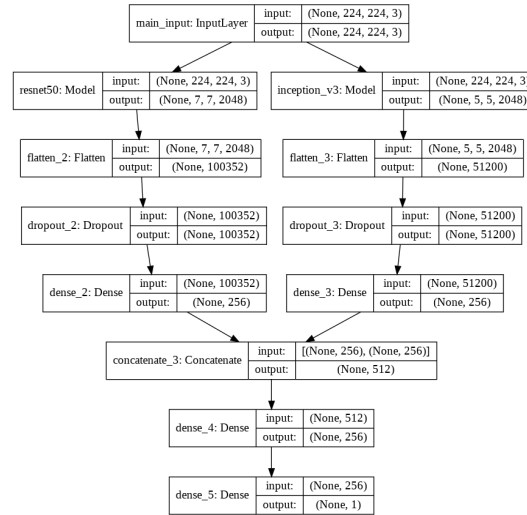 main_input: InputLayer input: (None, 224, 224, 3)
output: (None, 224, 224, 3)
resnet50: Model input: (None, 224, 224, 3)
output: (None, 7, 7, 2048)
inception_v3: Model input: (None, 224, 224, 3)
output: (None, 5, 5, 2048)
flatten_2: Flatten input: (None, 7, 7, 2048)
output: (None, 100352)
flatten_3: Flatten input: (None, 5, 5, 2048)
output: (None, 51200)
dropout_2: Dropout input: (None, 100352)
output: (None, 100352)
dropout_3: Dropout input: (None, 51200)
output: (None, 51200)
dense_2: Dense input: (None, 100352)
output: (None, 256)
dense_3: Dense input: (None, 51200)
output: (None, 256)
concatenate_3: Concatenate input: [(None, 256), (None, 256)]
output: (None, 512)
dense_4: Dense input: (None, 512)
output: (None, 256)
dense_5: Dense input: (None, 256)
output: (None, 1)